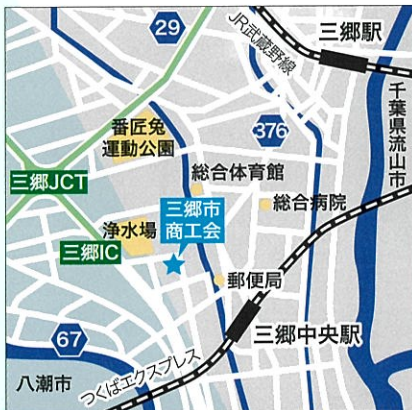 29
JR武蔵野線
三郷駅
千葉県流山市
番匠免
運動公園
376
三郷JCT
総合体育館
総合病院
三郷市
商工会
浄水場
三郷IC
郵便局
67
三郷中央駅
八潮市
つくばエクスプレス